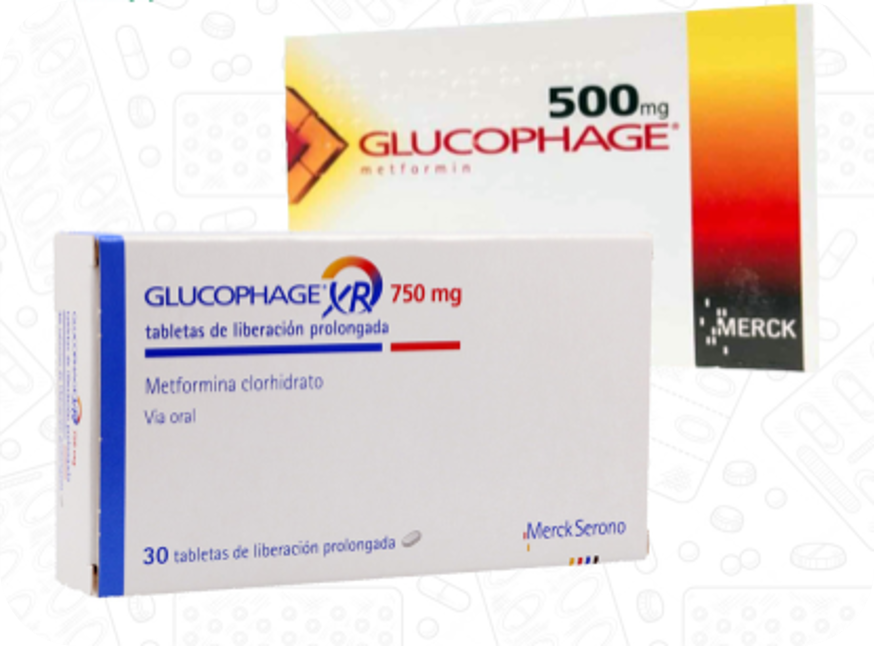 500mg
GLUCOPHAGE®
metformin
MERCK
GLUCOPHAGE® XR 750 mg
tabletas de liberación prolongada
Metformina clorhidrato
Vía oral
30 tabletas de liberación prolongada
Merck Serono